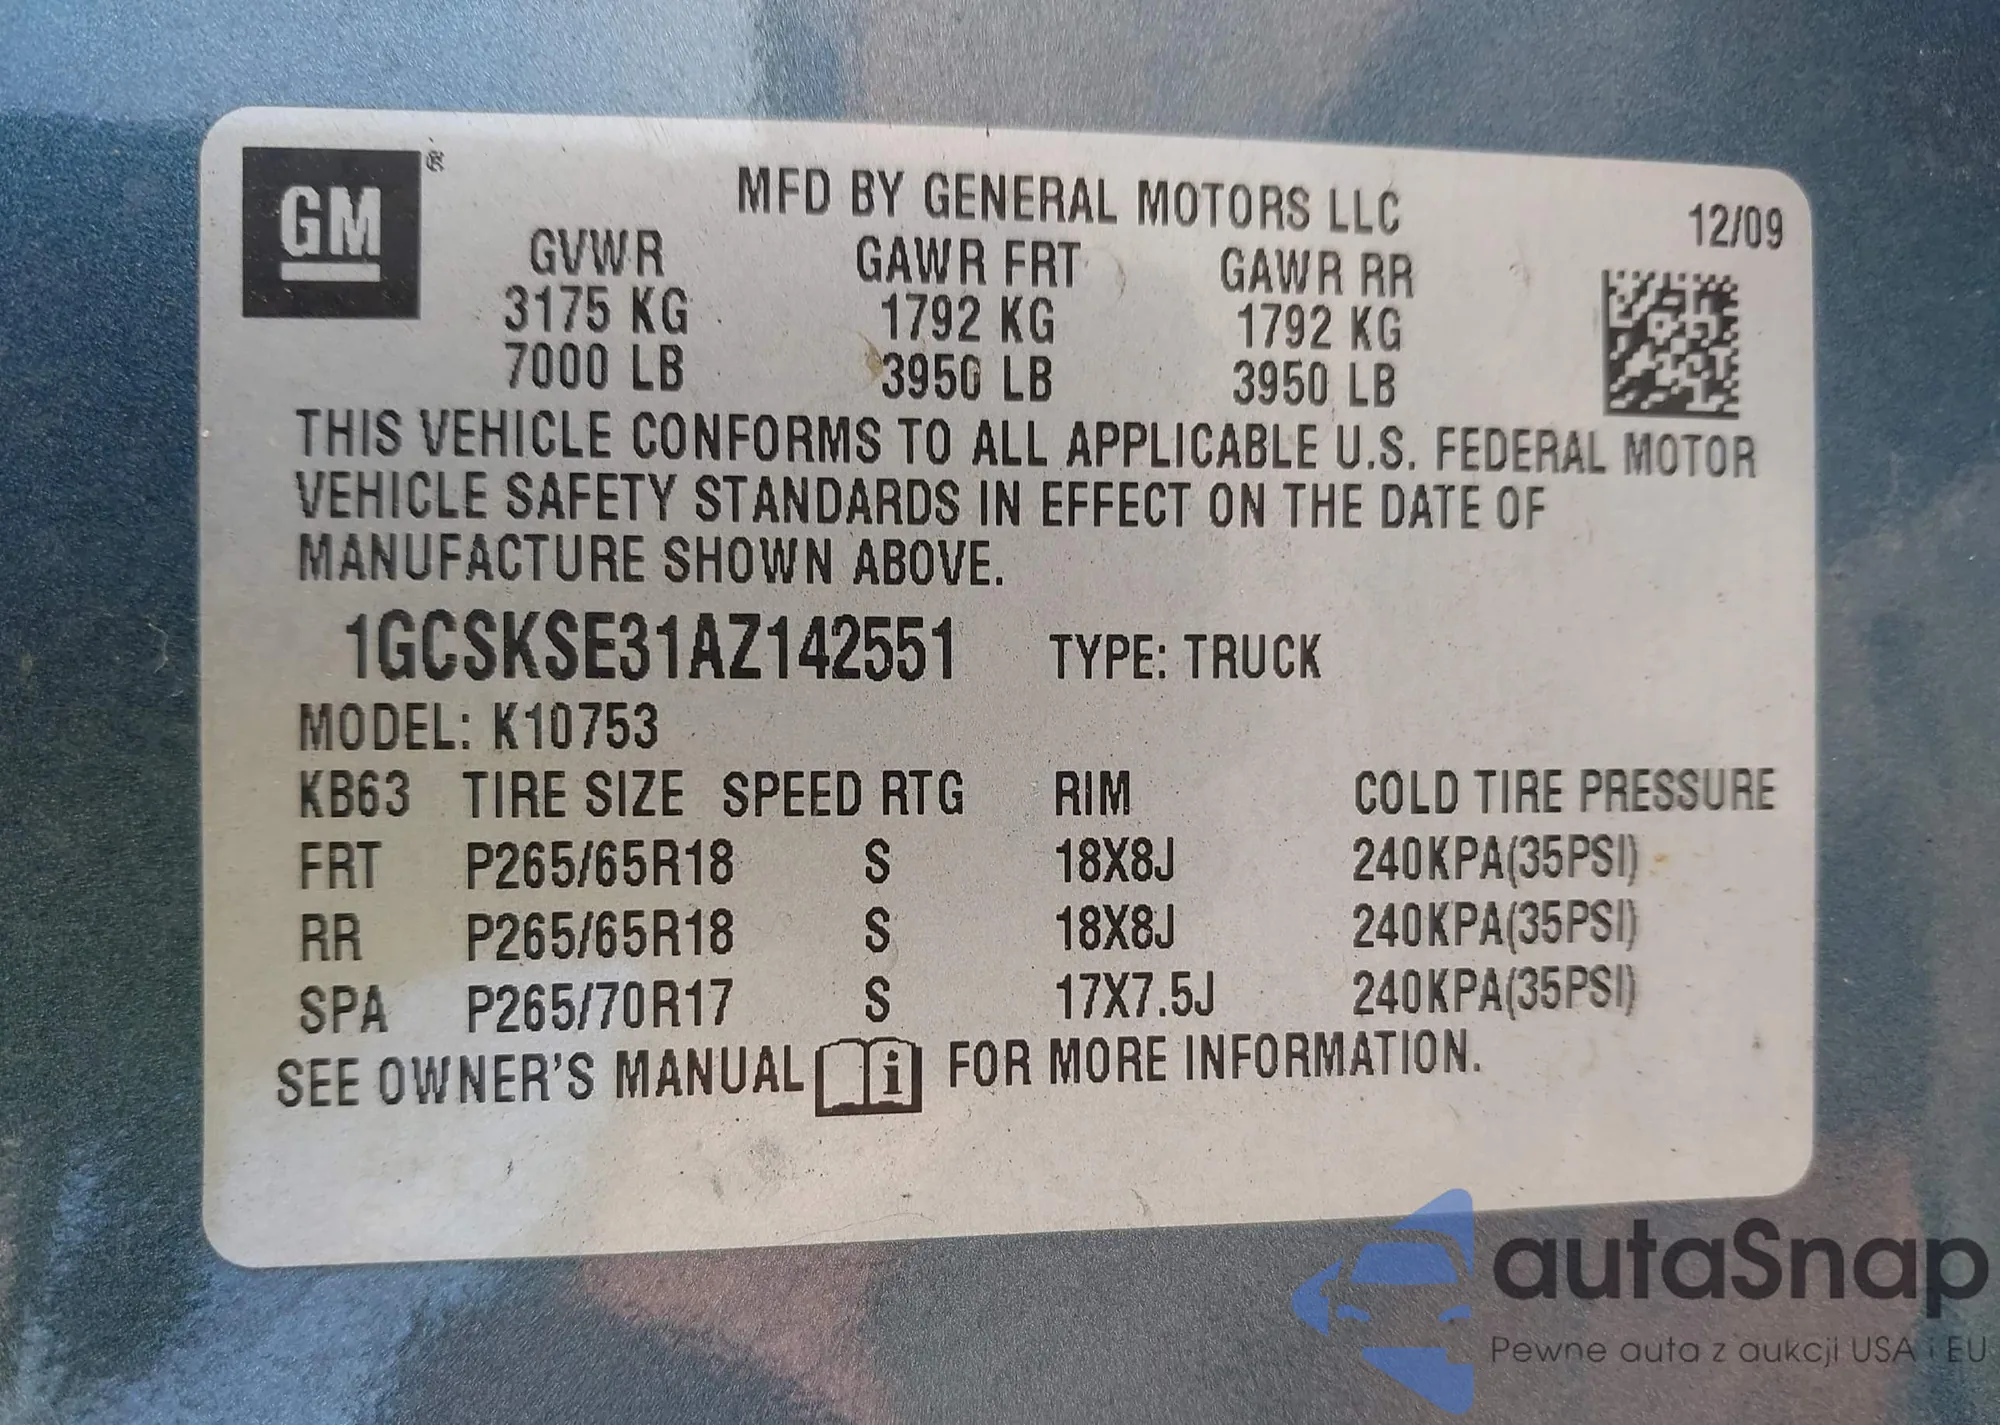 GM ®
MFD BY GENERAL MOTORS LLC
12/09
GVWR GAWR FRT GAWR RR
3175 KG 1792 KG 1792 KG
7000 LB 3950 LB 3950 LB
THIS VEHICLE CONFORMS TO ALL APPLICABLE U.S. FEDERAL MOTOR
VEHICLE SAFETY STANDARDS IN EFFECT ON THE DATE OF
MANUFACTURE SHOWN ABOVE.
1GCSKSE31AZ142551 TYPE: TRUCK
MODEL: K10753
KB63 TIRE SIZE SPEED RTG RIM COLD TIRE PRESSURE
FRT P265/65R18 S 18X8J 240KPA(35PSI)
RR P265/65R18 S 18X8J 240KPA(35PSI)
SPA P265/70R17 S 17X7.5J 240KPA(35PSI)
SEE OWNER'S MANUAL i FOR MORE INFORMATION.
autaSnap
Pewne auta z aukcji USA i EU